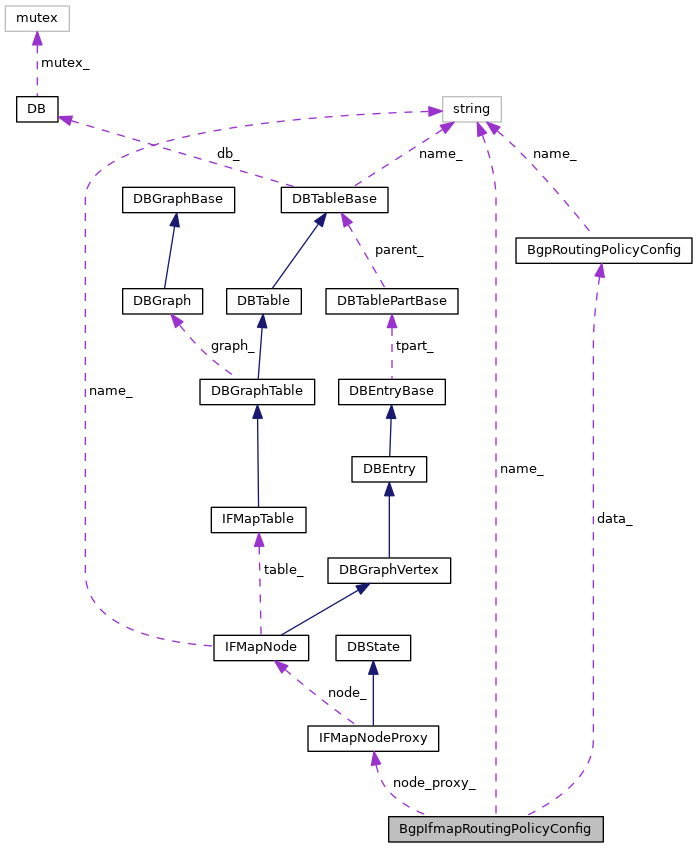 mutex
mutex_
DB
string
db_
name_
name_
DBGraphBase
DBTableBase
BgpRoutingPolicyConfig
parent_
DBGraph
DBTable
DBTablePartBase
graph_
tpart_
name_
DBGraphTable
DBEntryBase
DBEntry
name_
IFMapTable
data_
table_
DBGraphVertex
IFMapNode
DBState
node_
IFMapNodeProxy
node_proxy_
BgpIfmapRoutingPolicyConfig